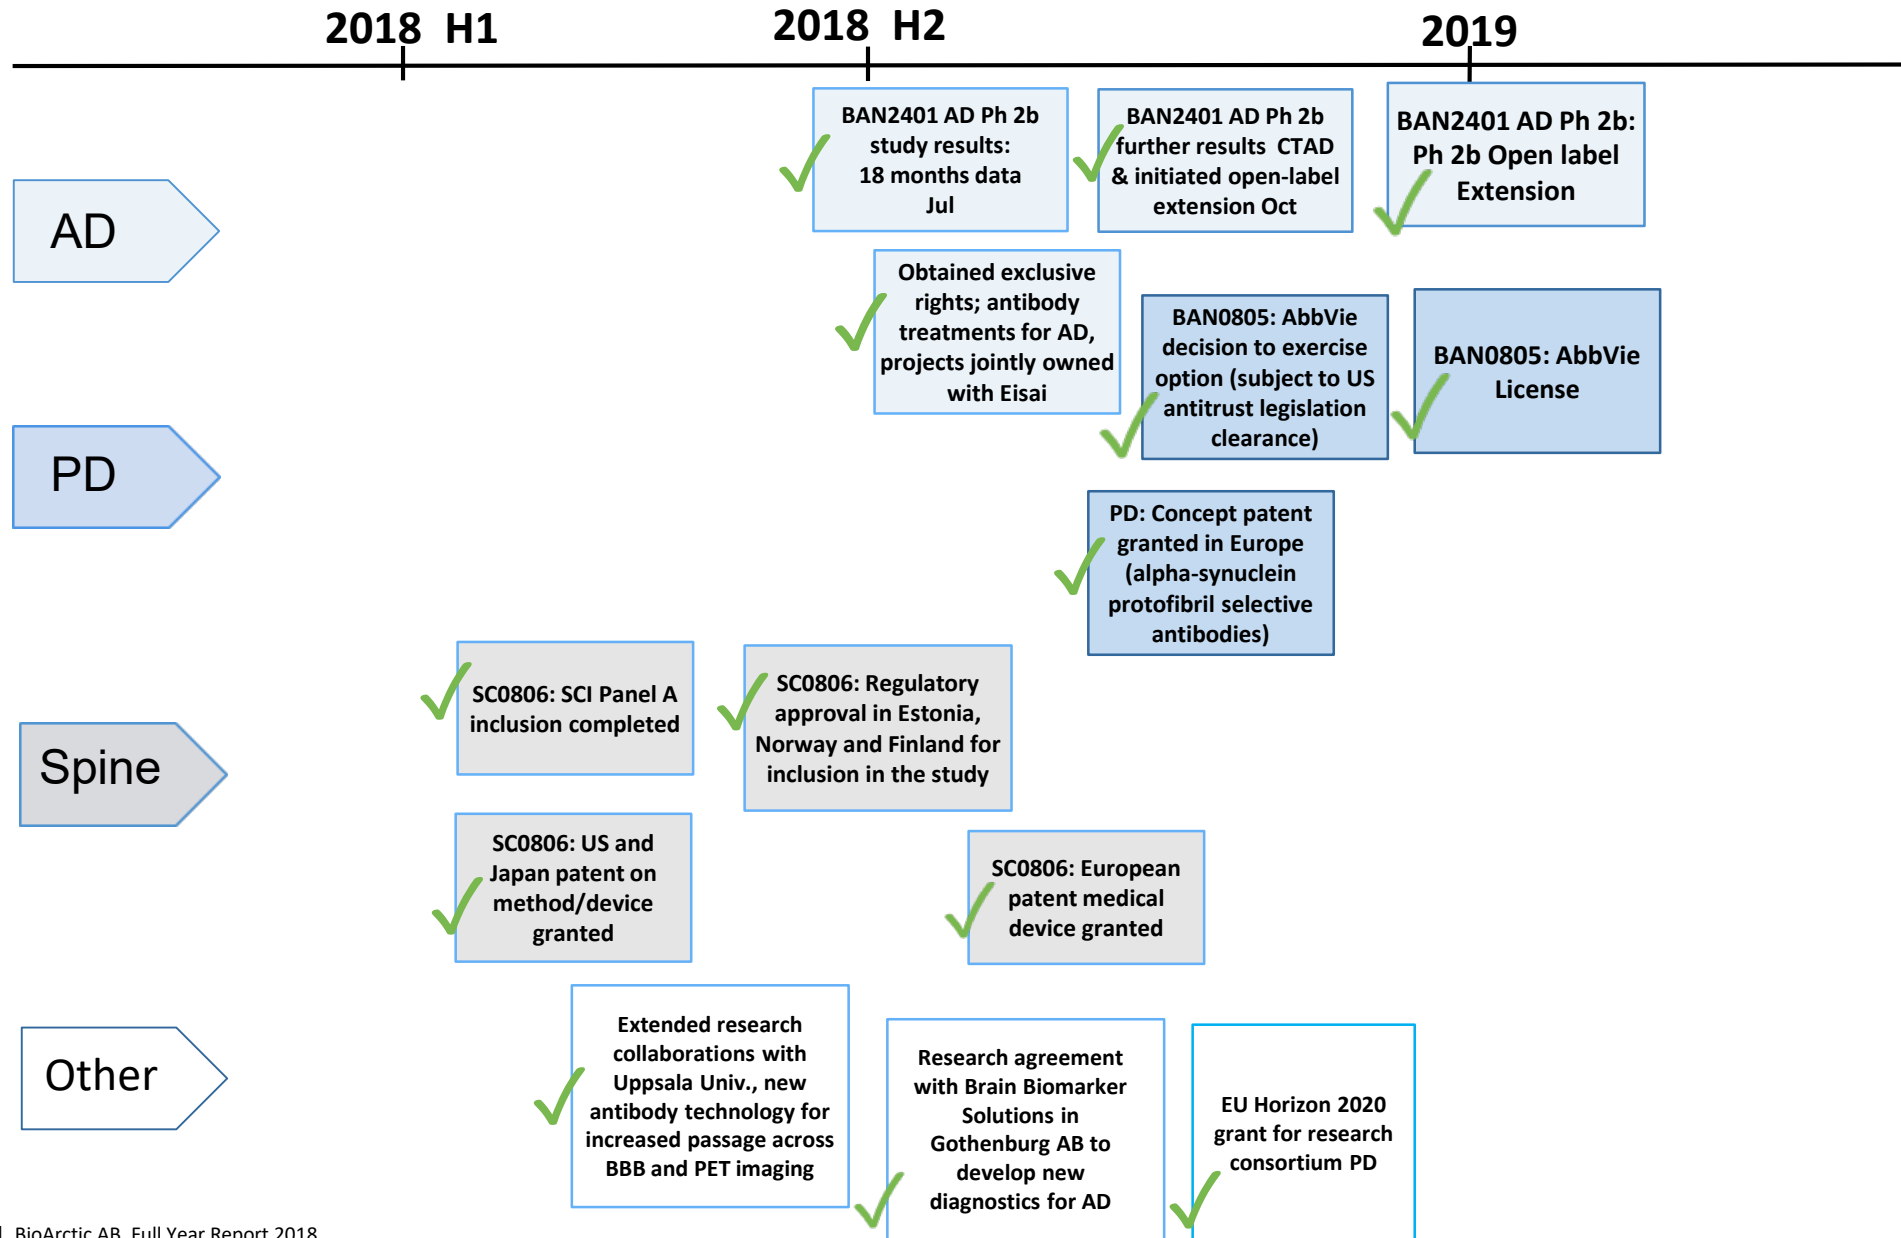 2018 H1
2018 H2
2019
AD
BAN2401 AD Ph 2b
study results:
18 months data
Jul
BAN2401 AD Ph 2b
further results CTAD
& initiated open-label
extension Oct
BAN2401 AD Ph 2b:
Ph 2b Open label
Extension
Obtained exclusive
rights; antibody
treatments for AD,
projects jointly owned
with Eisai
PD
BAN0805: AbbVie
decision to exercise
option (subject to US
antitrust legislation
clearance)
BAN0805: AbbVie
License
PD: Concept patent
granted in Europe
(alpha-synuclein
protofibril selective
antibodies)
Spine
SC0806: SCI Panel A
inclusion completed
SC0806: Regulatory
approval in Estonia,
Norway and Finland for
inclusion in the study
SC0806: US and
Japan patent on
method/device
granted
SC0806: European
patent medical
device granted
Other
Extended research
collaborations with
Uppsala Univ., new
antibody technology for
increased passage across
BBB and PET imaging
Research agreement
with Brain Biomarker
Solutions in
Gothenburg AB to
develop new
diagnostics for AD
EU Horizon 2020
grant for research
consortium PD
BioArctic AB Full Year Report 2018